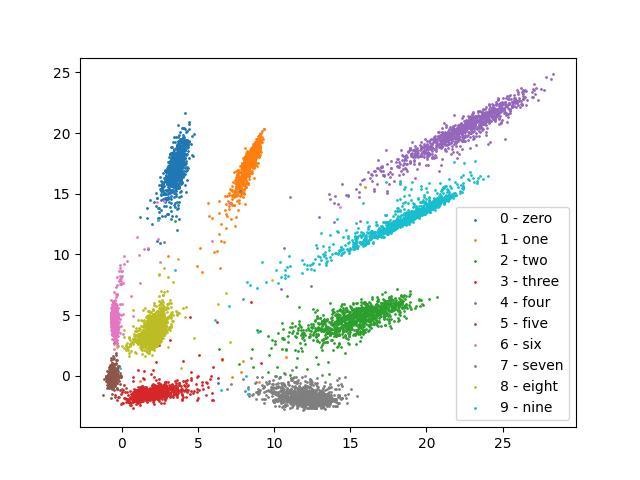 25
20
15
10
5
0
0 5 10 15 20 25
0 - zero
1 - one
2 - two
3 - three
4 - four
5 - five
6 - six
7 - seven
8 - eight
9 - nine